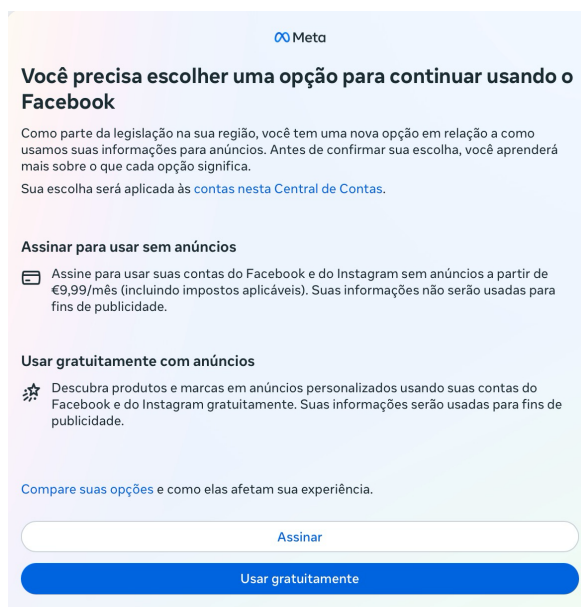 Meta
Você precisa escolher uma opção para continuar usando o
Facebook
Como parte da legislação na sua região, você tem uma nova opção em relação a como
usamos suas informações para anúncios. Antes de confirmar sua escolha, você aprenderá
mais sobre o que cada opção significa.
Sua escolha será aplicada às contas nesta Central de Contas.
Assinar para usar sem anúncios
Assine para usar suas contas do Facebook e do Instagram sem anúncios a partir de
€9,99/mês (incluindo impostos aplicáveis). Suas informações não serão usadas para
fins de publicidade.
Usar gratuitamente com anúncios
Descubra produtos e marcas em anúncios personalizados usando suas contas do
Facebook e do Instagram gratuitamente. Suas informações serão usadas para fins de
publicidade.
Compare suas opções e como elas afetam sua experiência.
Assinar
Usar gratuitamente